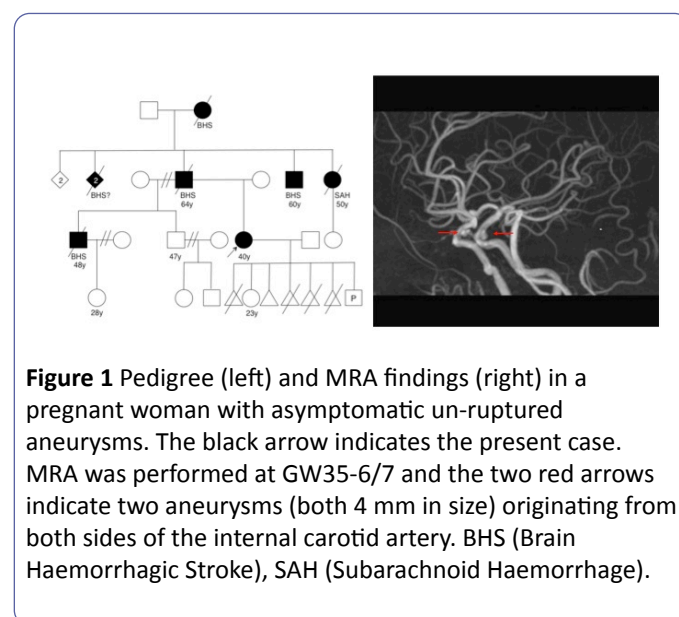 BHS
2
2
BHS?
BHS
64y
BHS
60y
SAH
50y
BHS
48y
47y
40y
28y
23y
P
Figure 1 Pedigree (left) and MRA findings (right) in a
pregnant woman with asymptomatic un-ruptured
aneurysms. The black arrow indicates the present case.
MRA was performed at GW35-6/7 and the two red arrows
indicate two aneurysms (both 4 mm in size) originating from
both sides of the internal carotid artery. BHS (Brain
Haemorrhagic Stroke), SAH (Subarachnoid Haemorrhage).